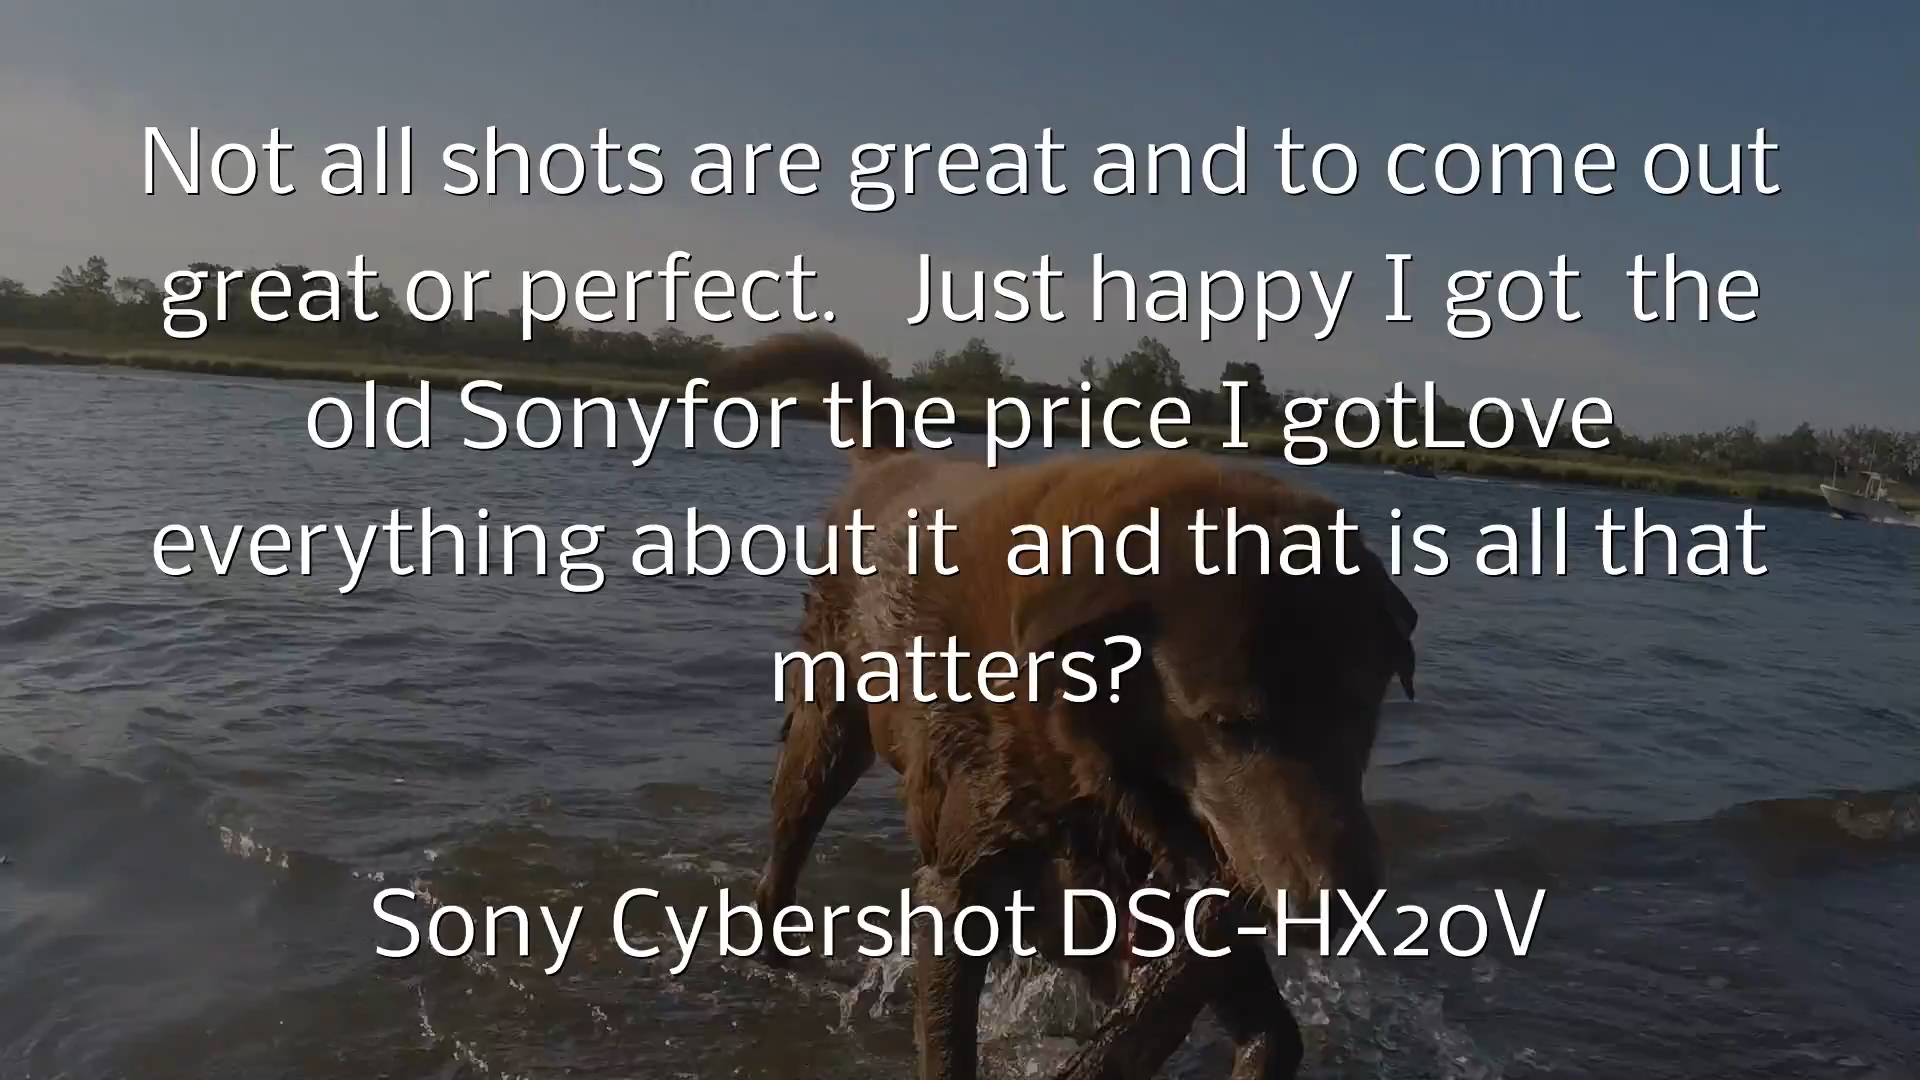 Not all shots are great and to come out
great or perfect.   Just happy I got  the
old Sonyfor the price I gotLove
everything about it  and that is all that
matters?
Sony Cybershot DSC-HX20V